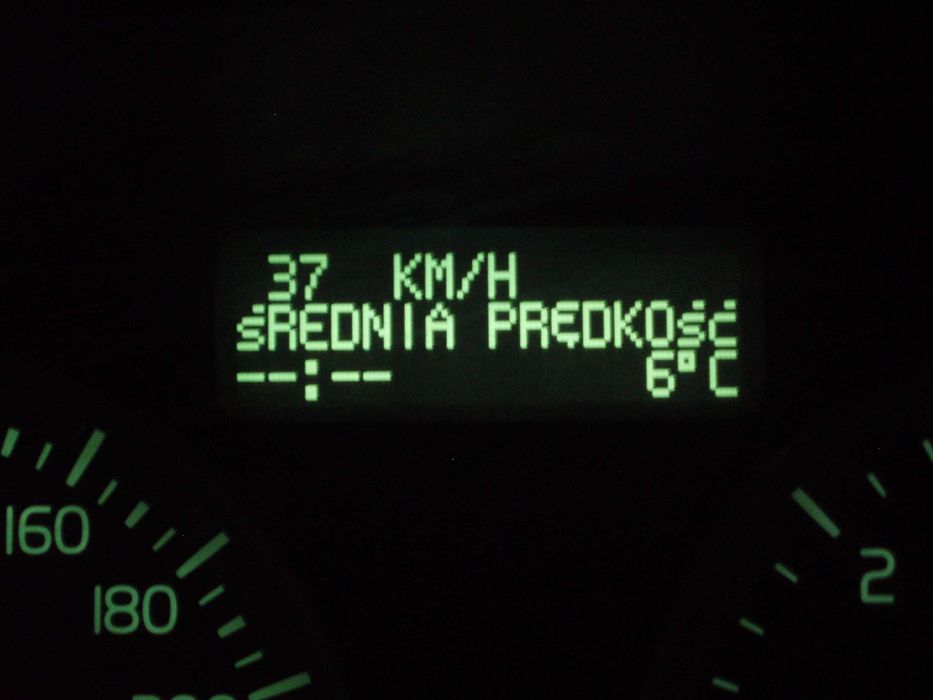 37 KM/H
ŚREDNIA PRĘDKOŚĆ
--:-- 6°C
160
180
2